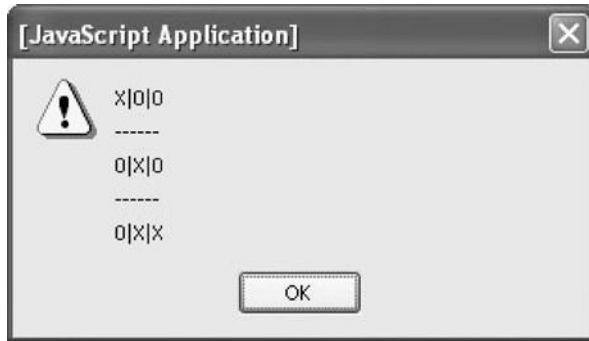 [JavaScript Application]
X|0|0
------
0|X|0
------
0|X|X
OK